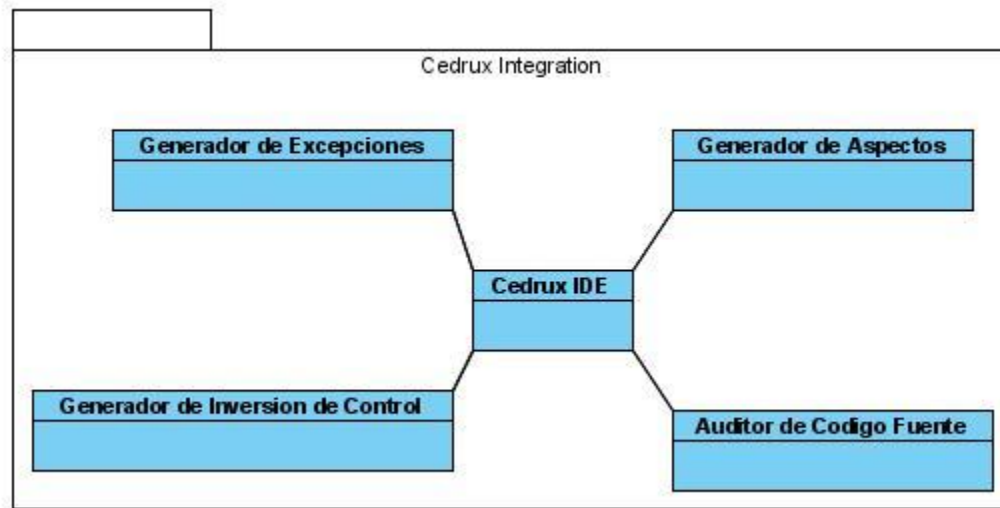 Cedrux Integration
Generador de Excepciones
Generador de Aspectos
Cedrux IDE
Generador de Inversion de Control
Auditor de Codigo Fuente